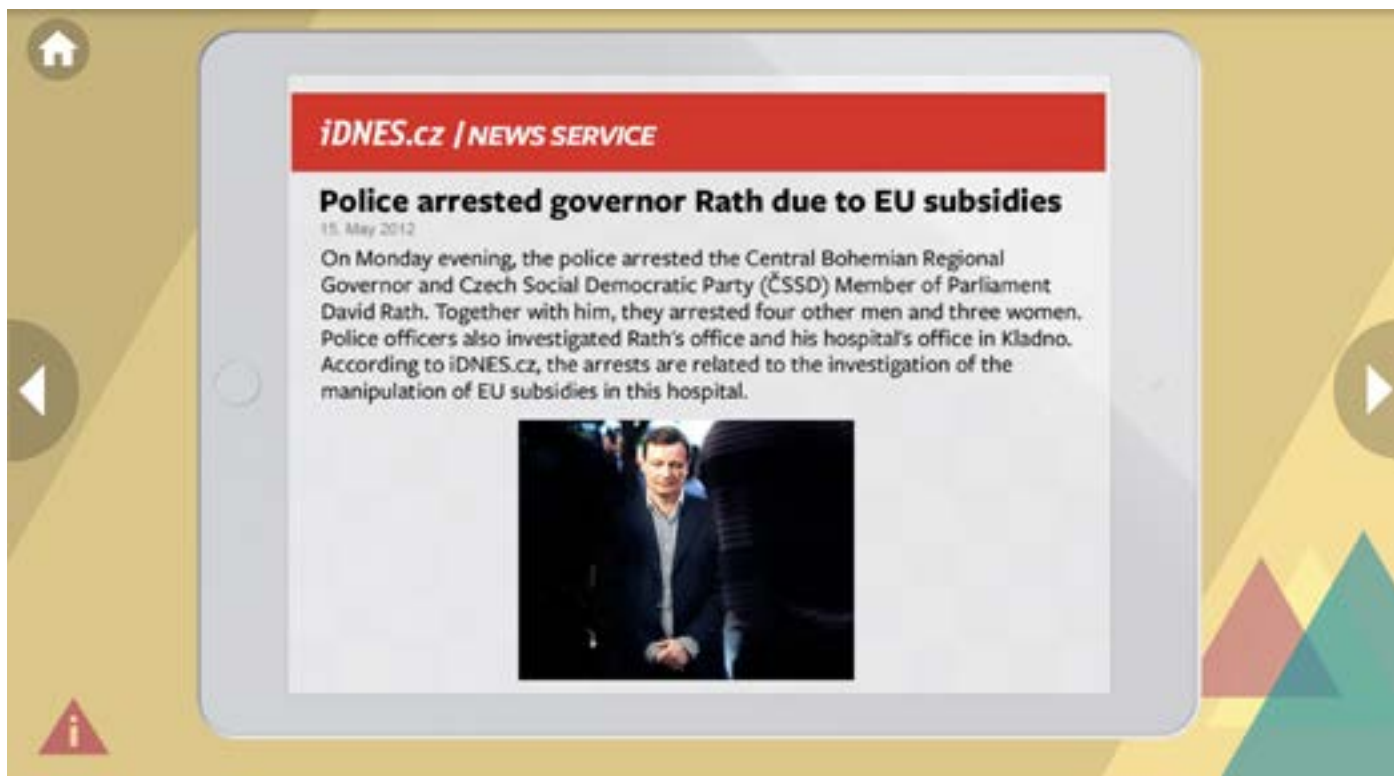 iDNES.cz / NEWS SERVICE
Police arrested governor Rath due to EU subsidies
15. May 2012
On Monday evening, the police arrested the Central Bohemian Regional
Governor and Czech Social Democratic Party (ČSSD) Member of Parliament
David Rath. Together with him, they arrested four other men and three women.
Police officers also investigated Rath's office and his hospital's office in Kladno.
According to iDNES.cz, the arrests are related to the investigation of the
manipulation of EU subsidies in this hospital.
i